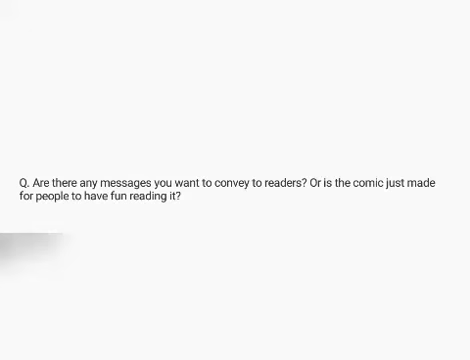 Q. Are there any messages you want to convey to readers? Or is the comic just made
for people to have fun reading it?